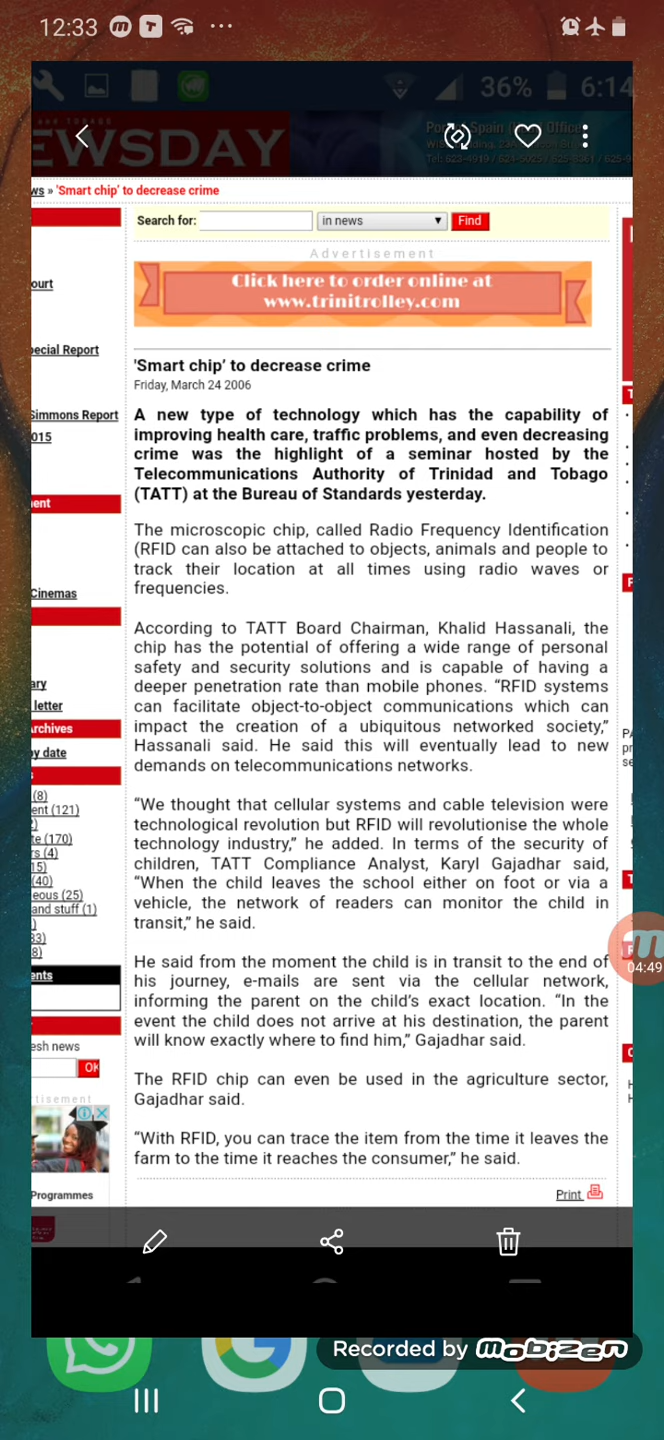 12:33
36%
6:14
EWSDAY
ws » 'Smart chip' to decrease crime
Search for:
in news
Find
Advertisement
Click here to order online at
www.trinitrolley.com
ourt
pecial Report
Simmons Report
015
ent
Cinemas
ary
letter
rchives
by date
(8)
ent (121)
te (170)
rs (4)
15)
(40)
eous (25)
and stuff (1)
33)
8)
ents
esh news
OK
tisement
Programmes
'Smart chip' to decrease crime
Friday, March 24 2006
A new type of technology which has the capability of
improving health care, traffic problems, and even decreasing
crime was the highlight of a seminar hosted by the
Telecommunications Authority of Trinidad and Tobago
(TATT) at the Bureau of Standards yesterday.
The microscopic chip, called Radio Frequency Identification
(RFID can also be attached to objects, animals and people to
track their location at all times using radio waves or
frequencies.
According to TATT Board Chairman, Khalid Hassanali, the
chip has the potential of offering a wide range of personal
safety and security solutions and is capable of having a
deeper penetration rate than mobile phones. “RFID systems
can facilitate object-to-object communications which can
impact the creation of a ubiquitous networked society,”
Hassanali said. He said this will eventually lead to new
demands on telecommunications networks.
“We thought that cellular systems and cable television were
technological revolution but RFID will revolutionise the whole
technology industry,” he added. In terms of the security of
children, TATT Compliance Analyst, Karyl Gajadhar said,
“When the child leaves the school either on foot or via a
vehicle, the network of readers can monitor the child in
transit,” he said.
He said from the moment the child is in transit to the end of
his journey, e-mails are sent via the cellular network,
informing the parent on the child's exact location. “In the
event the child does not arrive at his destination, the parent
will know exactly where to find him,” Gajadhar said.
The RFID chip can even be used in the agriculture sector,
Gajadhar said.
“With RFID, you can trace the item from the time it leaves the
farm to the time it reaches the consumer,” he said.
Print
04:49
Recorded by mobizen